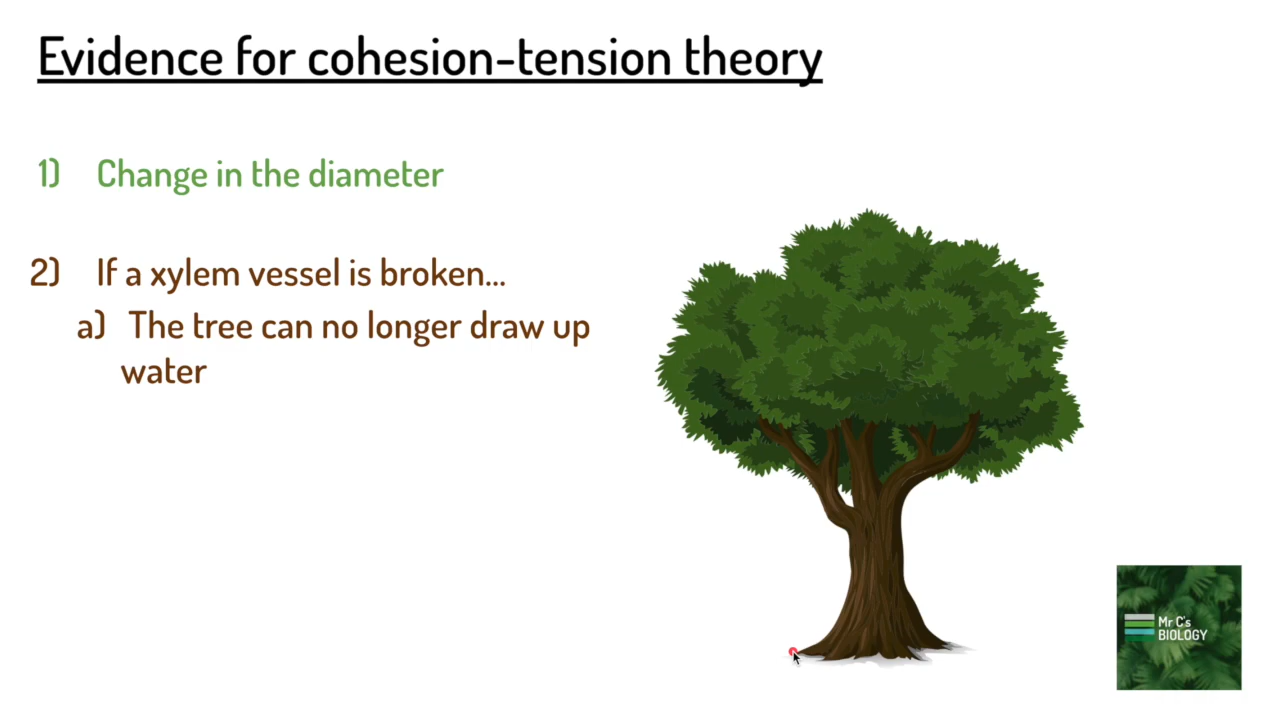 Evidence for cohesion-tension theory
1) Change in the diameter
2) If a xylem vessel is broken...
a) The tree can no longer draw up
water
Mr C's
BIOLOGY